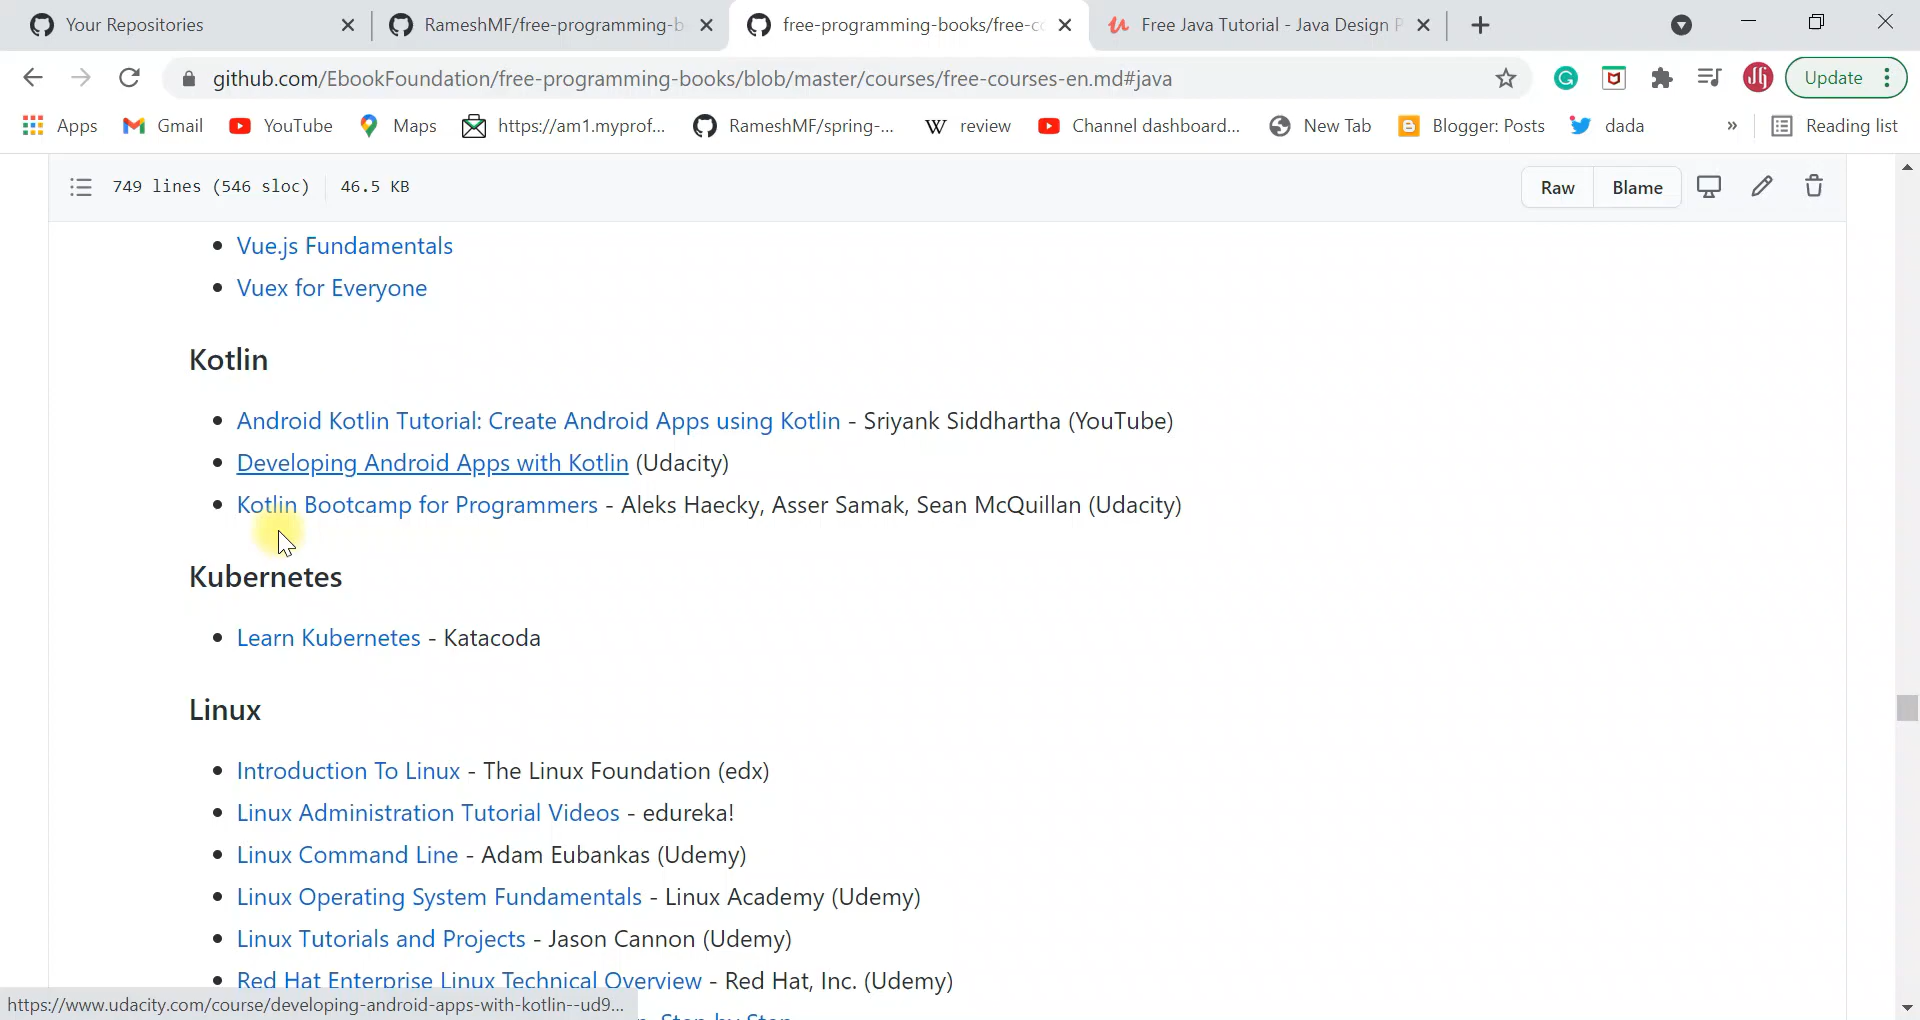 Your Repositories
RameshMF/free-programming-b
free-programming-books/free-co
Free Java Tutorial - Java Design P
github.com/EbookFoundation/free-programming-books/blob/master/courses/free-courses-en.md#java
Update
Apps
Gmail
YouTube
Maps
https://am1.myprof...
RameshMF/spring-...
W review
Channel dashboard...
New Tab
Blogger: Posts
dada
»
Reading list
749 lines (546 sloc) 46.5 KB
Raw
Blame
• Vue.js Fundamentals
• Vuex for Everyone
Kotlin
• Android Kotlin Tutorial: Create Android Apps using Kotlin - Sriyank Siddhartha (YouTube)
• Developing Android Apps with Kotlin (Udacity)
• Kotlin Bootcamp for Programmers - Aleks Haecky, Asser Samak, Sean McQuillan (Udacity)
Kubernetes
• Learn Kubernetes - Katacoda
Linux
• Introduction To Linux - The Linux Foundation (edx)
• Linux Administration Tutorial Videos - edureka!
• Linux Command Line - Adam Eubankas (Udemy)
• Linux Operating System Fundamentals - Linux Academy (Udemy)
• Linux Tutorials and Projects - Jason Cannon (Udemy)
• Red Hat Enterprise Linux Technical Overview - Red Hat, Inc. (Udemy)
https://www.udacity.com/course/developing-android-apps-with-kotlin--ud9...